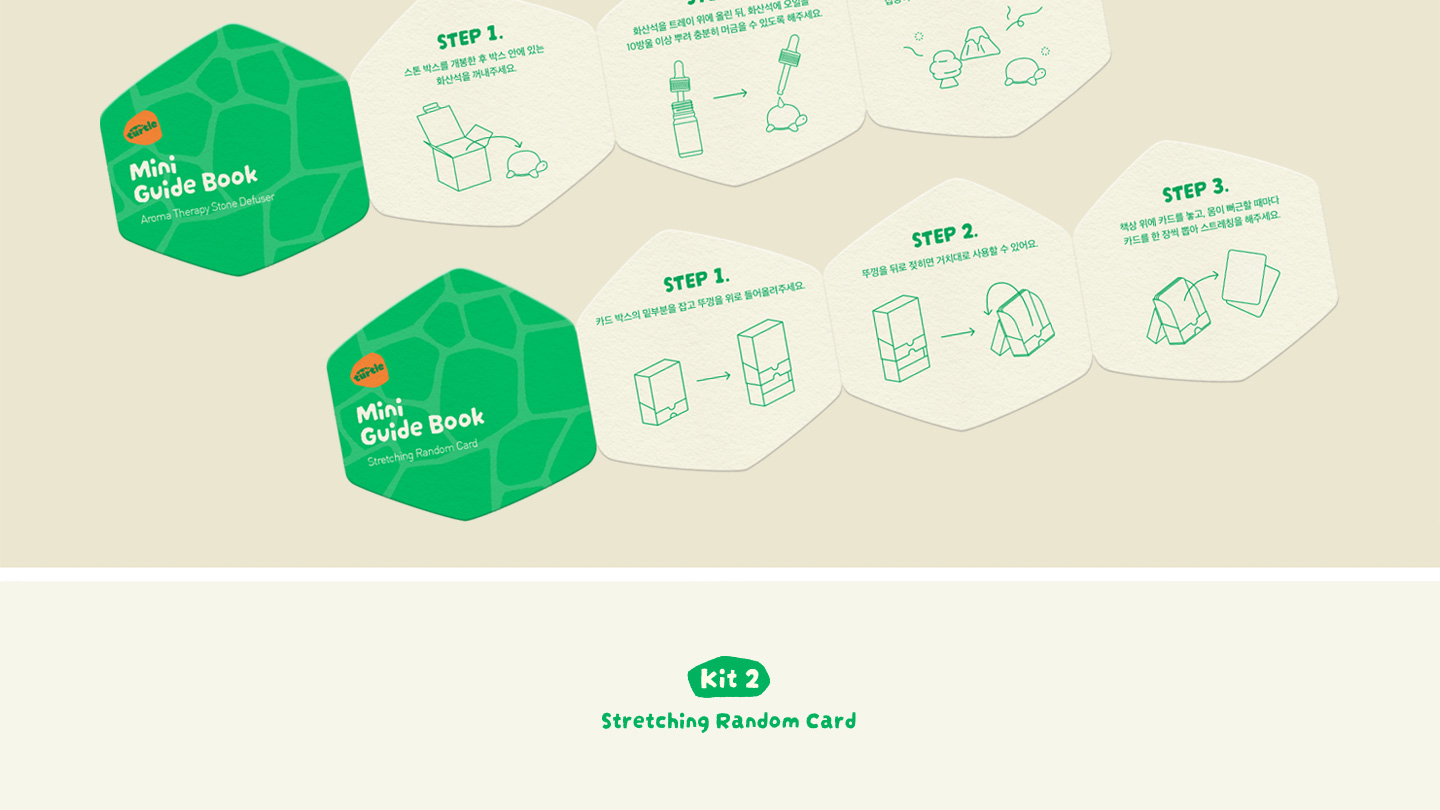 STEP 1.
스톤 박스를 개봉한 후 박스 안에 있는
화산석을 꺼내주세요.
화산석을 트레이 위에 올린 뒤, 화산석에 오일을
10방울 이상 뿌려 충분히 머금을 수 있도록 해주세요.
turtle
Mini
Guide Book
Aroma Therapy Stone Defuser
STEP 1.
카드 박스의 밑부분을 잡고 뚜껑을 위로 들어올려주세요.
STEP 2.
뚜껑을 뒤로 젖히면 거치대로 사용할 수 있어요.
STEP 3.
책상 위에 카드를 놓고, 몸이 뻐근할 때마다
카드를 한 장씩 뽑아 스트레칭을 해주세요.
turtle
Mini
Guide Book
Stretching Random Card
Kit 2
Stretching Random Card